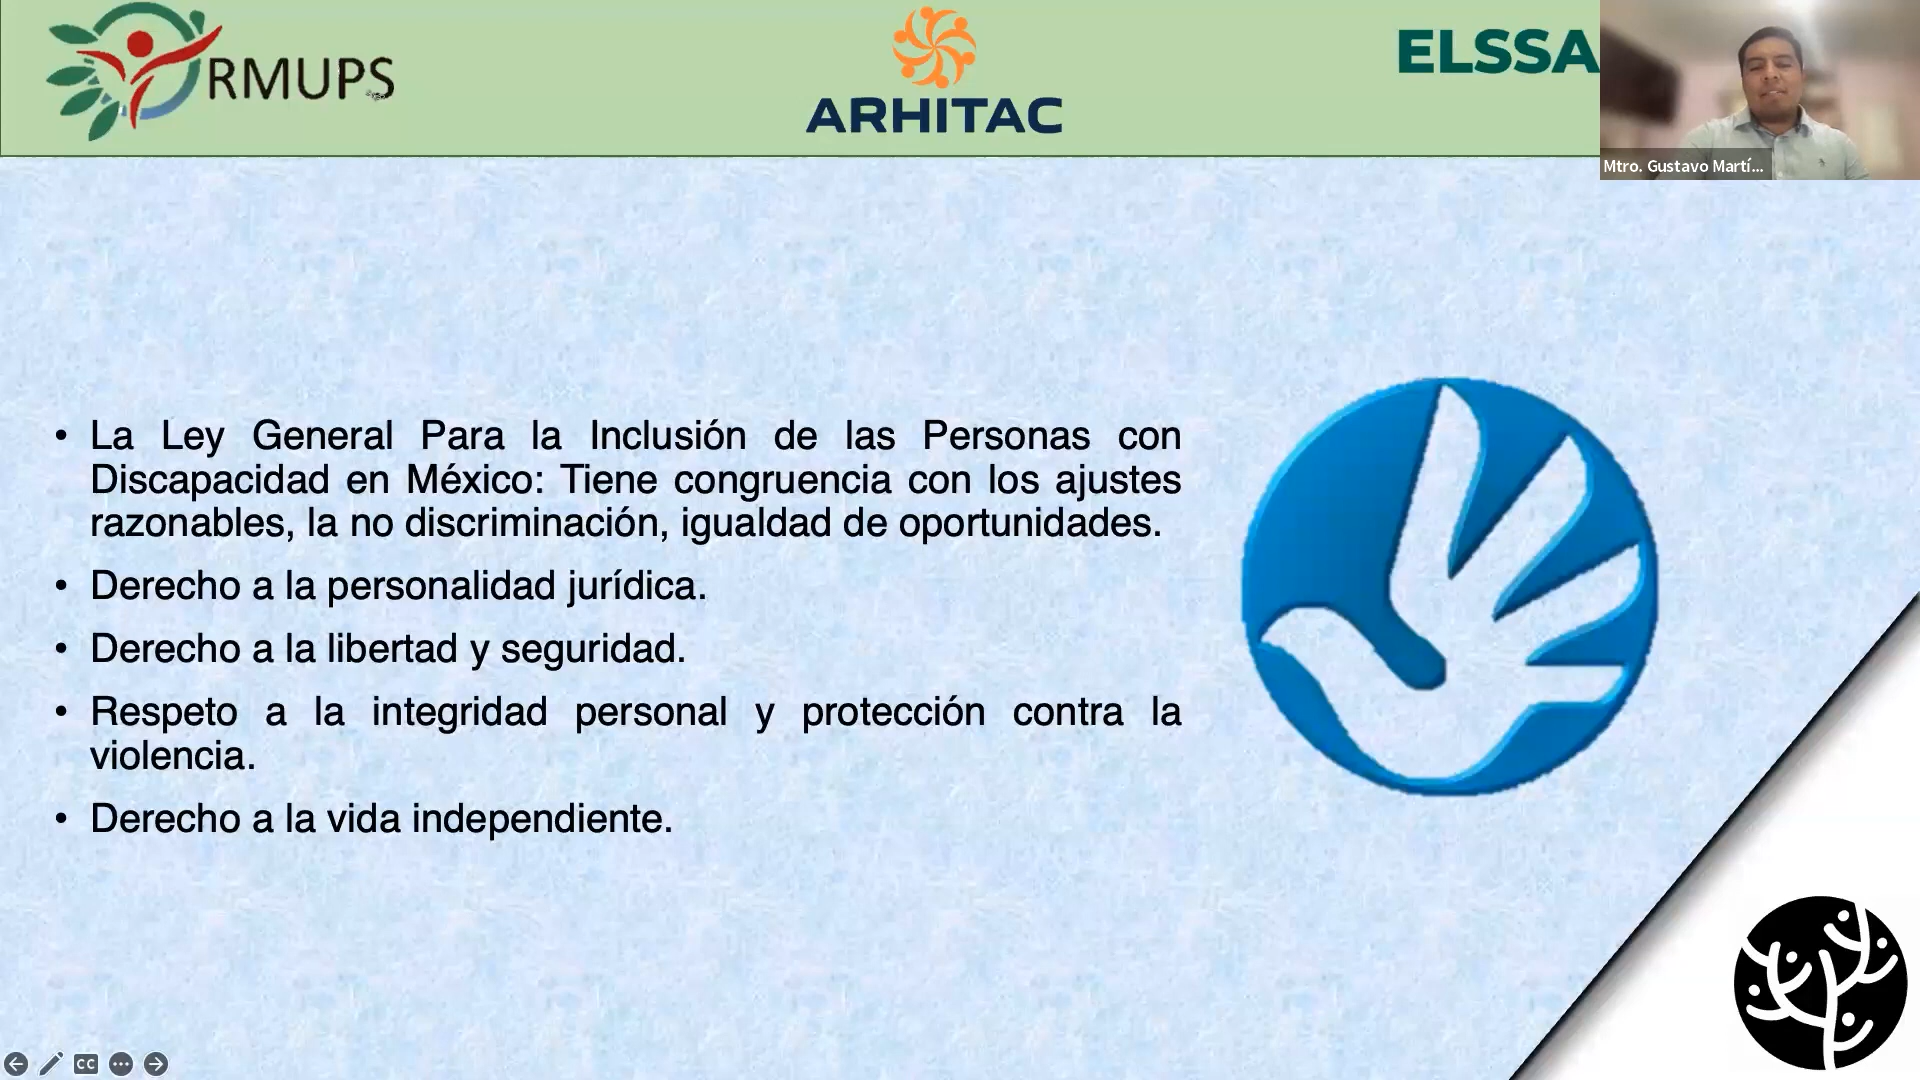 RMUPS
ARHITAC
ELSSA
Mtro. Gustavo Martí...
• La Ley General Para la Inclusión de las Personas con
Discapacidad en México: Tiene congruencia con los ajustes
razonables, la no discriminación, igualdad de oportunidades.
• Derecho a la personalidad jurídica.
• Derecho a la libertad y seguridad.
• Respeto a la integridad personal y protección contra la
violencia.
• Derecho a la vida independiente.
CC